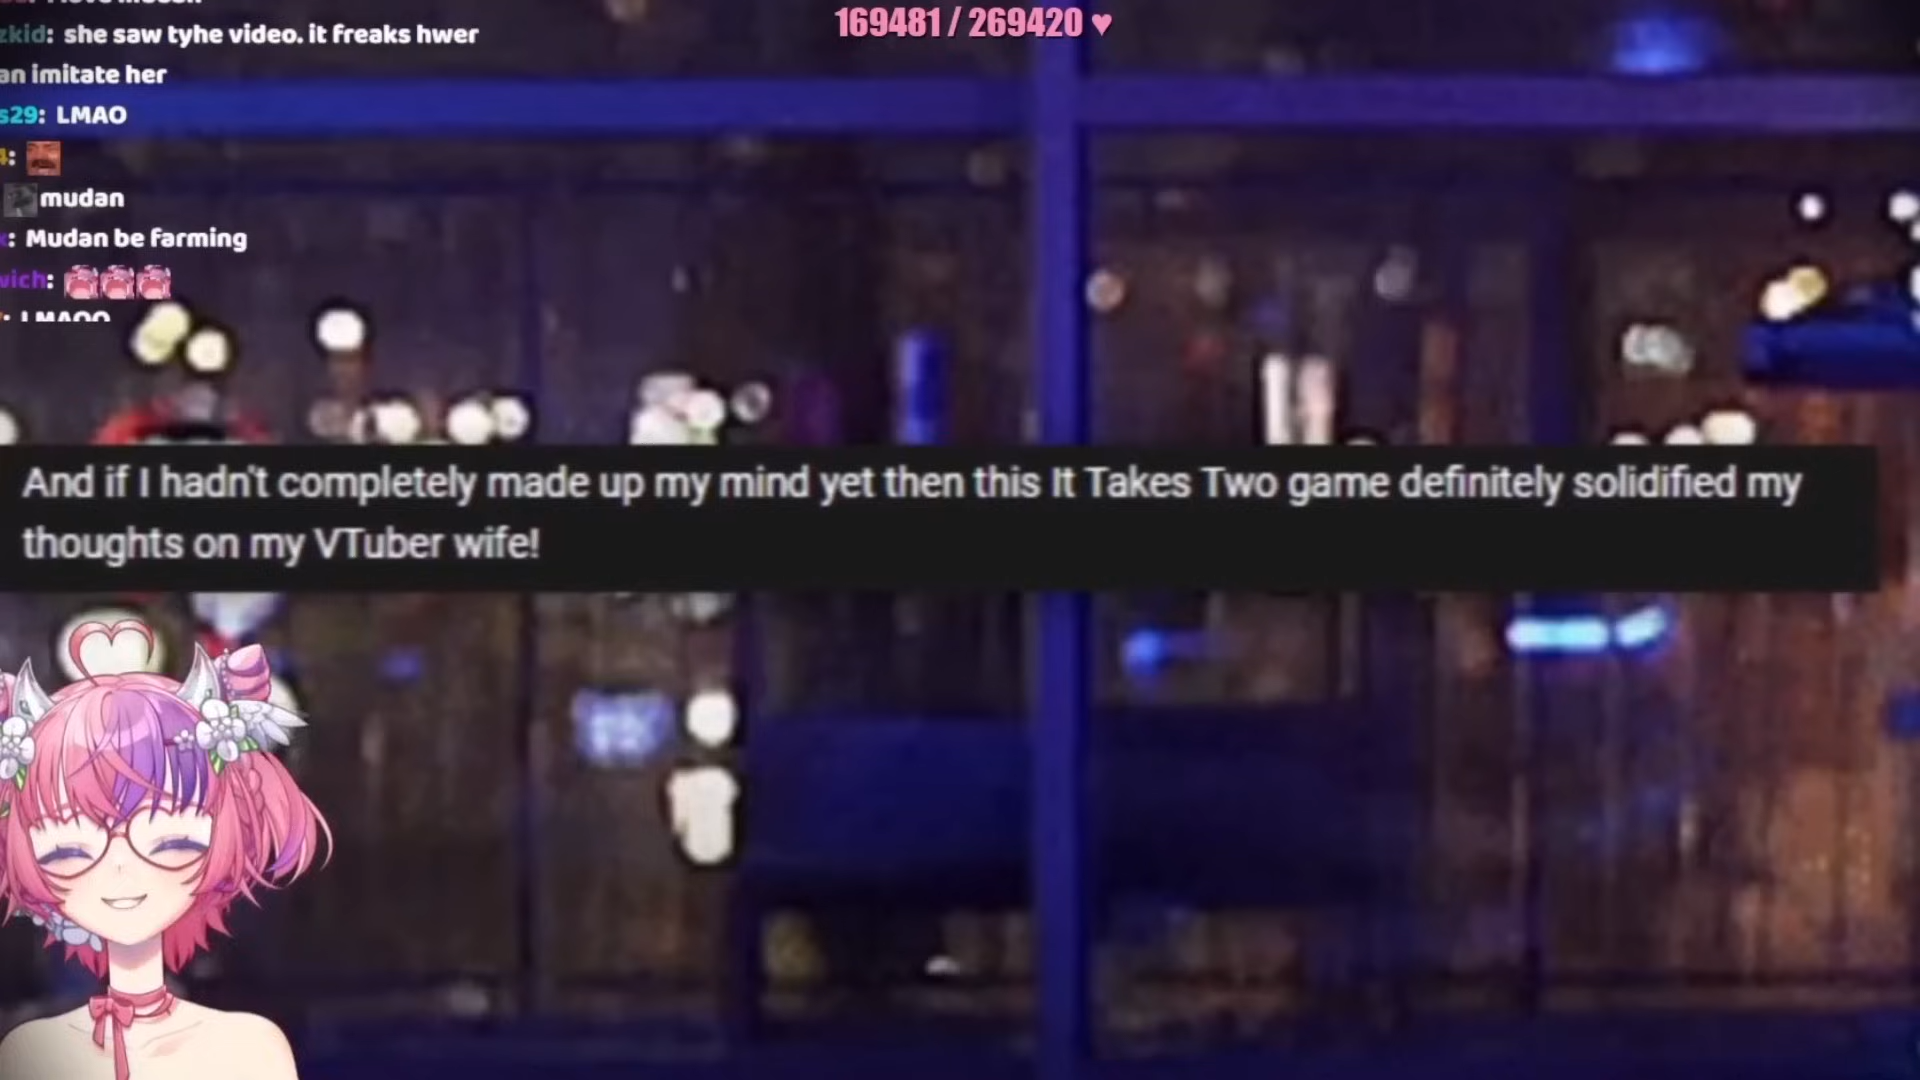 169481 / 269420 ♥
zkid: she saw tyhe video. it freaks hwer
an imitate her
s29: LMAO
4:
mudan
: Mudan be farming
vich:
: LMAOO
And if I hadn't completely made up my mind yet then this It Takes Two game definitely solidified my
thoughts on my VTuber wife!